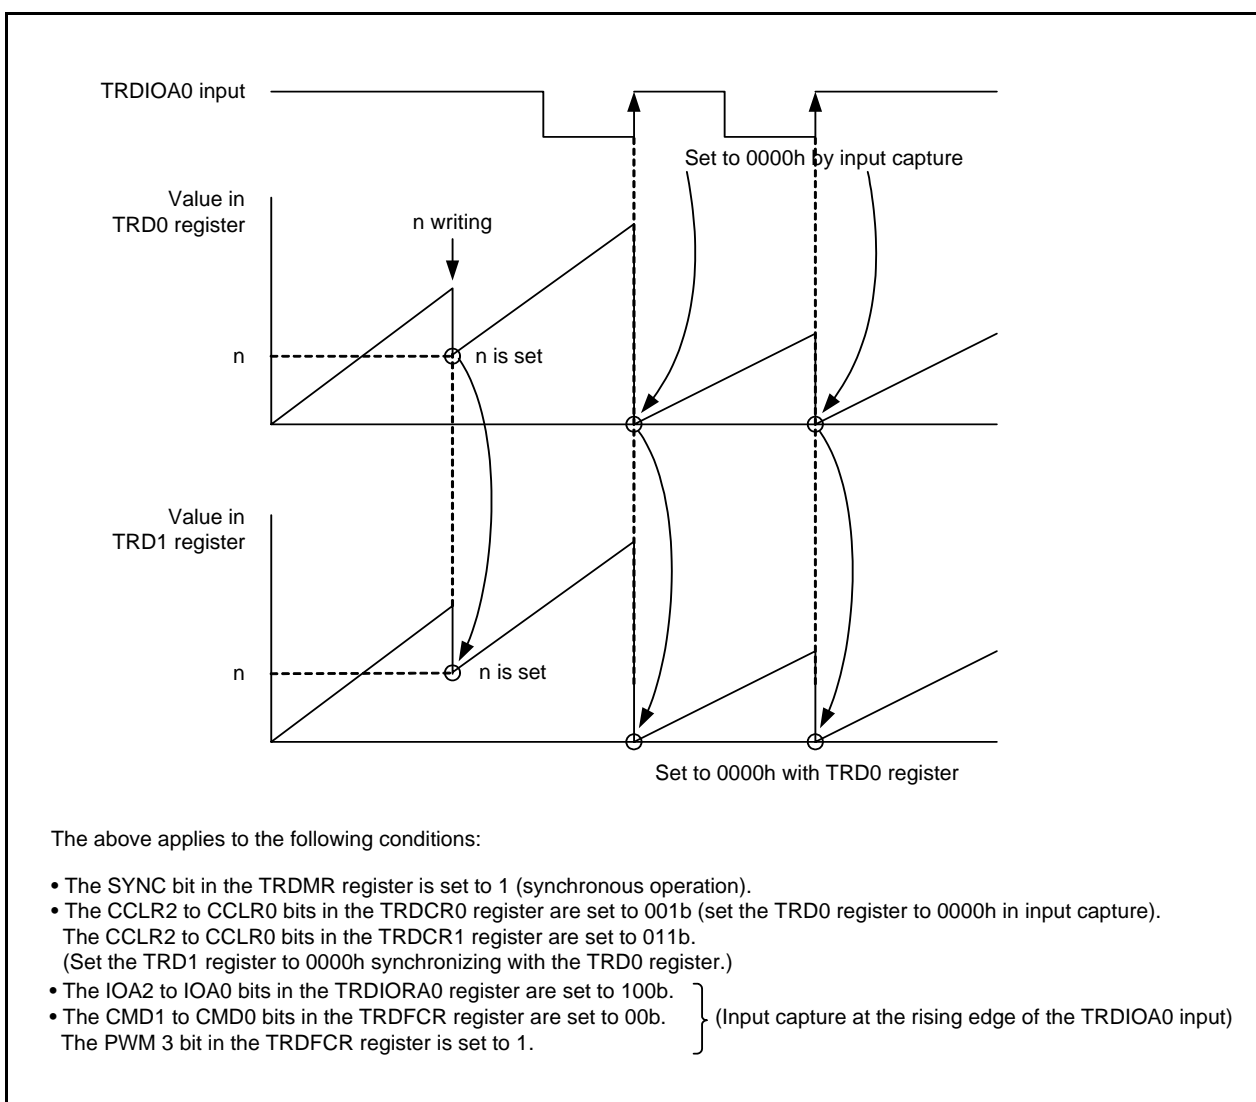 TRDIOA0 input
Set to 0000h by input capture
Value in
TRD0 register
n writing
n
n is set
Value in
TRD1 register
n
n is set
Set to 0000h with TRD0 register
The above applies to the following conditions:
• The SYNC bit in the TRDMR register is set to 1 (synchronous operation).
• The CCLR2 to CCLR0 bits in the TRDCR0 register are set to 001b (set the TRD0 register to 0000h in input capture).
The CCLR2 to CCLR0 bits in the TRDCR1 register are set to 011b.
(Set the TRD1 register to 0000h synchronizing with the TRD0 register.)
• The IOA2 to IOA0 bits in the TRDIORA0 register are set to 100b.
• The CMD1 to CMD0 bits in the TRDFCR register are set to 00b.
(Input capture at the rising edge of the TRDIOA0 input)
The PWM 3 bit in the TRDFCR register is set to 1.